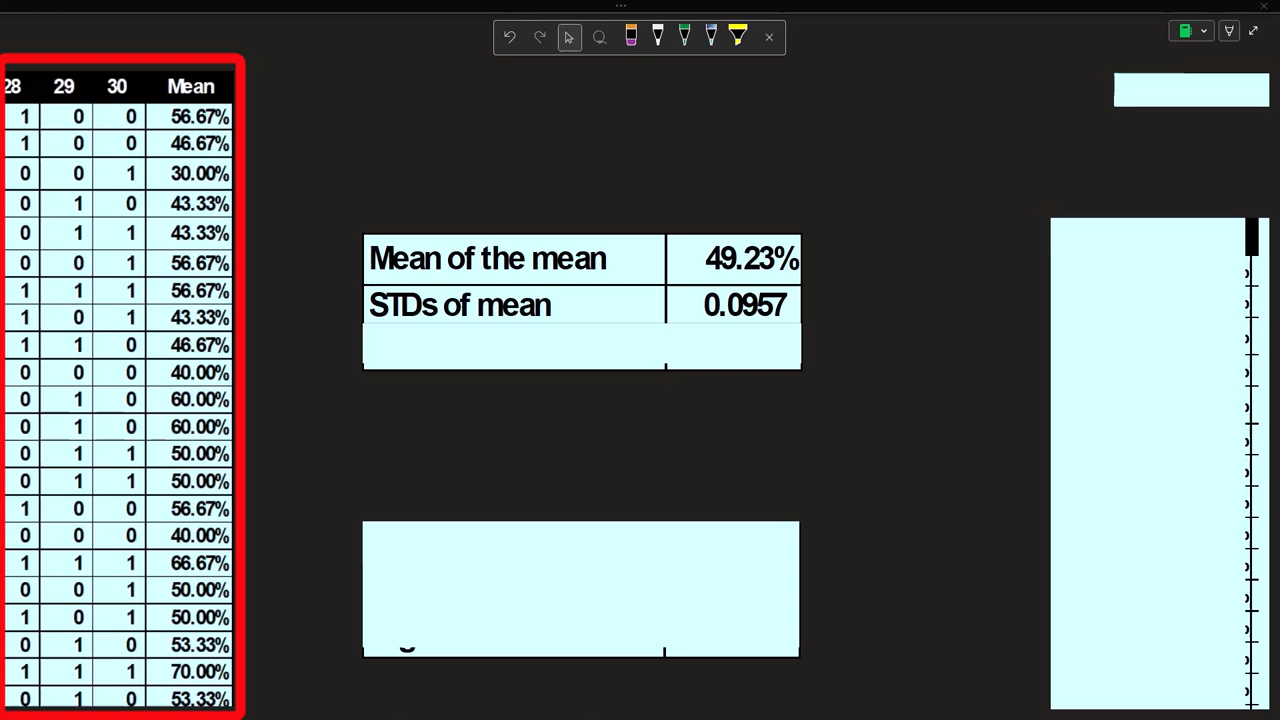 28 29 30 Mean
1 0 0 56.67%
1 0 0 46.67%
0 0 1 30.00%
0 1 0 43.33%
0 1 1 43.33%
0 0 1 56.67%
1 1 1 56.67%
1 0 1 43.33%
1 1 0 46.67%
0 0 0 40.00%
0 1 0 60.00%
0 1 0 60.00%
0 1 1 50.00%
0 1 1 50.00%
1 0 0 56.67%
0 0 0 40.00%
1 1 1 66.67%
0 0 1 50.00%
1 0 1 50.00%
0 1 0 53.33%
1 1 1 70.00%
0 1 0 53.33%
Mean of the mean 49.23%
STDs of mean 0.0957